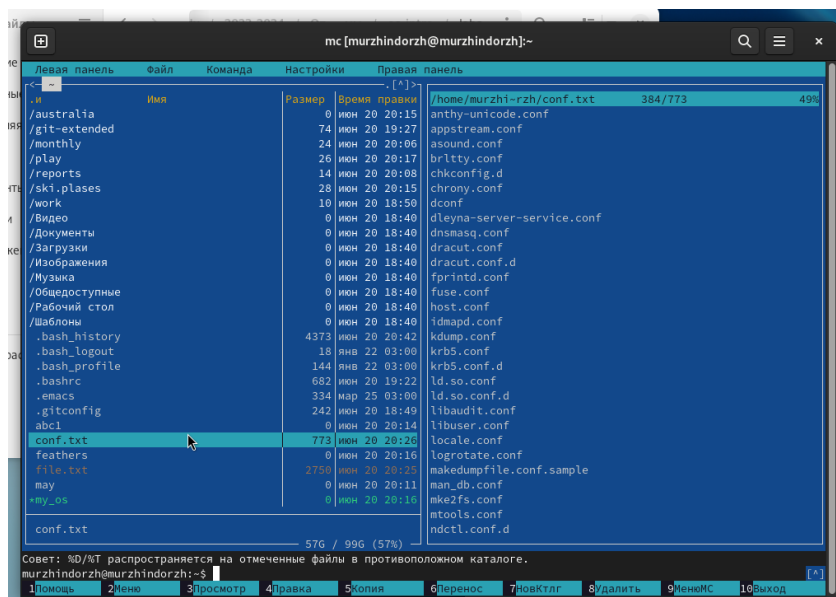 mc [murzhindorzh@murzhindorzh]:~
Левая панель Файл Команда Настройки Правая панель
<- ~ .[^]>
.и Имя Размер Время правки
/australia 0 июн 20 20:15
/git-extended 74 июн 20 19:27
/monthly 24 июн 20 20:06
/play 26 июн 20 20:17
/reports 14 июн 20 20:08
/ski.plases 28 июн 20 20:15
/work 10 июн 20 18:50
/Видео 0 июн 20 18:40
/Документы 0 июн 20 18:40
/Загрузки 0 июн 20 18:40
/Изображения 0 июн 20 18:40
/Музыка 0 июн 20 18:40
/Общедоступные 0 июн 20 18:40
/Рабочий стол 0 июн 20 18:40
/Шаблоны 0 июн 20 18:40
.bash_history 4373 июн 20 20:42
.bash_logout 18 янв 22 03:00
.bash_profile 144 янв 22 03:00
.bashrc 682 июн 20 19:22
.emacs 334 мар 25 03:00
.gitconfig 242 июн 20 18:49
abc1 0 июн 20 20:14
conf.txt 773 июн 20 20:26
feathers 0 июн 20 20:16
file.txt 2750 июн 20 20:25
may 0 июн 20 20:11
*my_os 0 июн 20 20:16
conf.txt
57G / 99G (57%)
/home/murzhi~rzh/conf.txt 384/773 49%
anthy-unicode.conf
appstream.conf
asound.conf
brltty.conf
chkconfig.d
chrony.conf
dconf
dleyna-server-service.conf
dnsmasq.conf
dracut.conf
dracut.conf.d
fprintd.conf
fuse.conf
host.conf
idmapd.conf
kdump.conf
krb5.conf
krb5.conf.d
ld.so.conf
ld.so.conf.d
libaudit.conf
libuser.conf
locale.conf
logrotate.conf
makedumpfile.conf.sample
man_db.conf
mke2fs.conf
mtools.conf
ndctl.conf.d
Совет: %D/%T распространяется на отмеченные файлы в противоположном каталоге.
murzhindorzh@murzhindorzh:~$ [^]
1Помощь 2Меню 3Просмотр 4Правка 5Копия 6Перенос 7НовКтлг 8Удалить 9МенюМС 10Выход